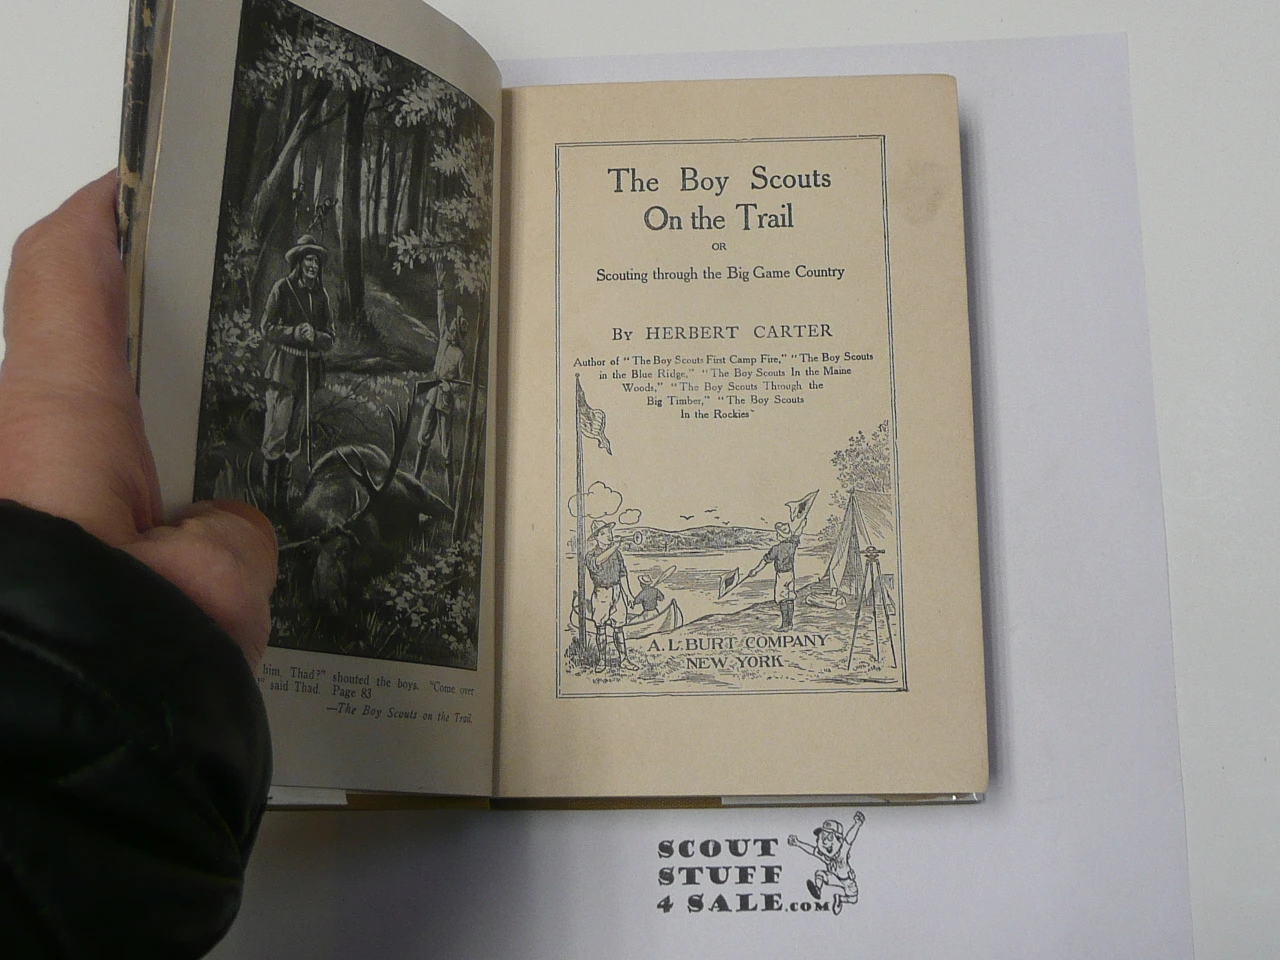 him, Thad?" shouted the boys. "Come over
" said Thad. Page 83
—The Boy Scouts on the Trail.
The Boy Scouts
On the Trail
OR
Scouting through the Big Game Country
By HERBERT CARTER
Author of "The Boy Scouts First Camp Fire," "The Boy Scouts
in the Blue Ridge," "The Boy Scouts In the Maine
Woods," "The Boy Scouts Through the
Big Timber," "The Boy Scouts
In the Rockies"
A. L. BURT COMPANY
NEW YORK
SCOUT
STUFF
4 SALE.COM